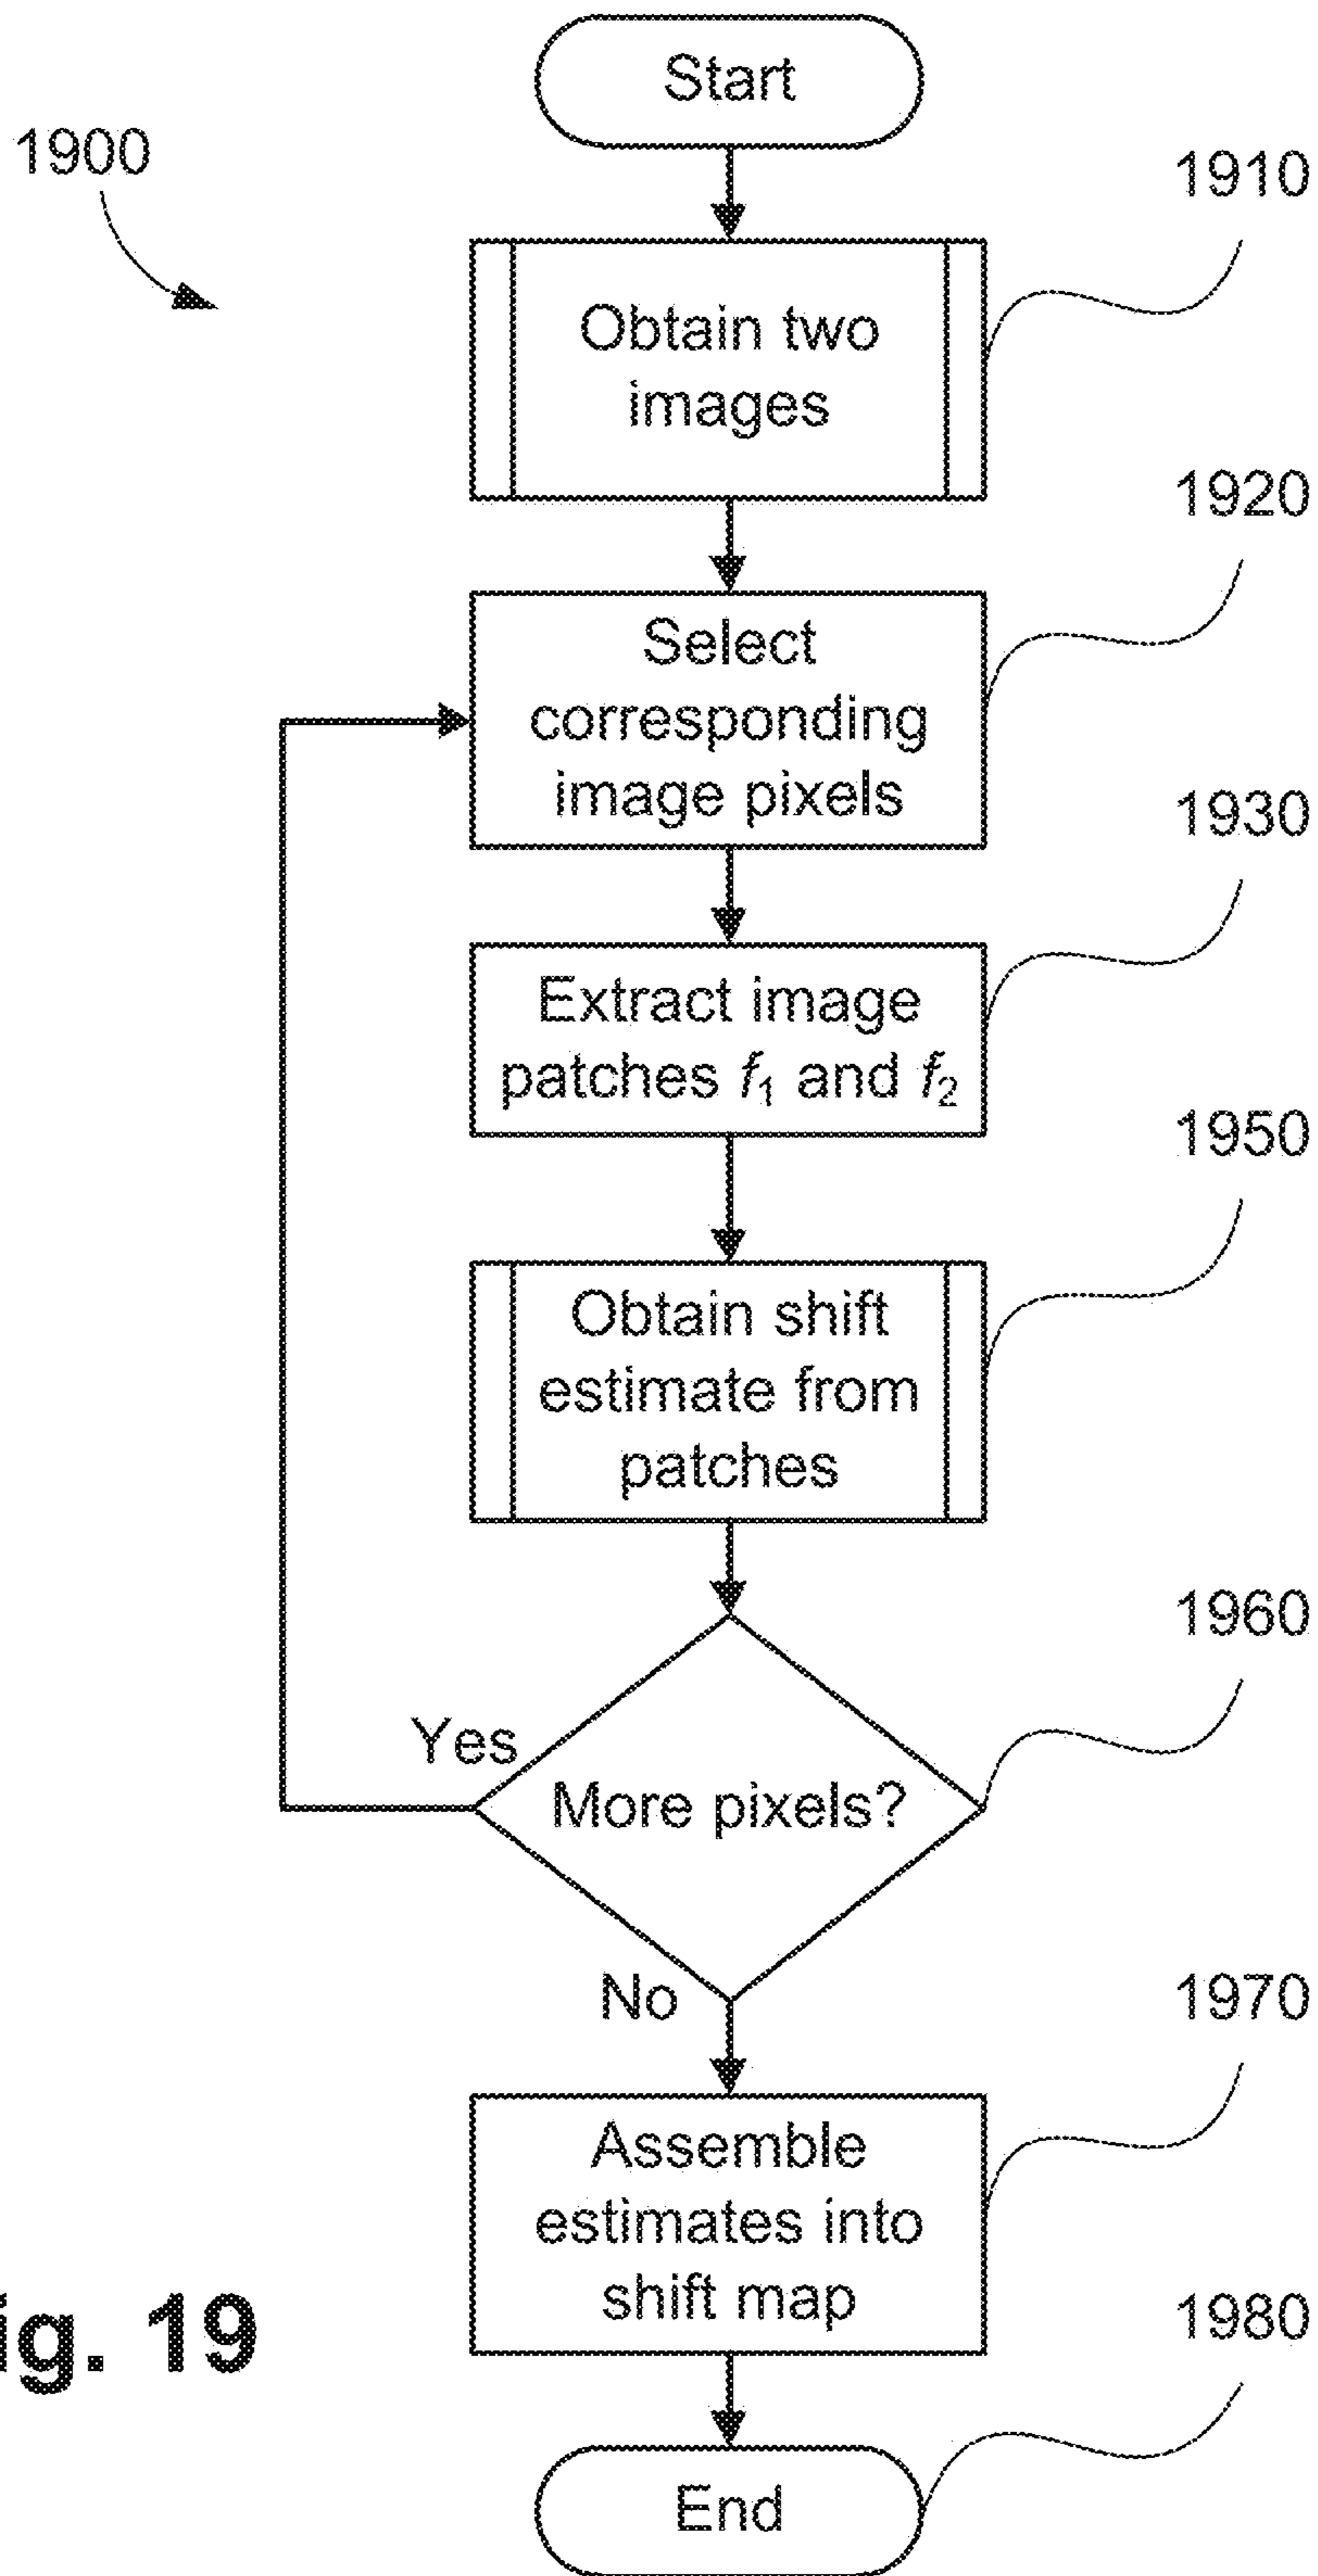 Start
1900
1910
Obtain two
images
1920
Select
corresponding
image pixels
1930
Extract image
patches f₁ and f₂
1950
Obtain shift
estimate from
patches
1960
Yes
More pixels?
No
1970
Assemble
estimates into
shift map
ig. 19
1980
End